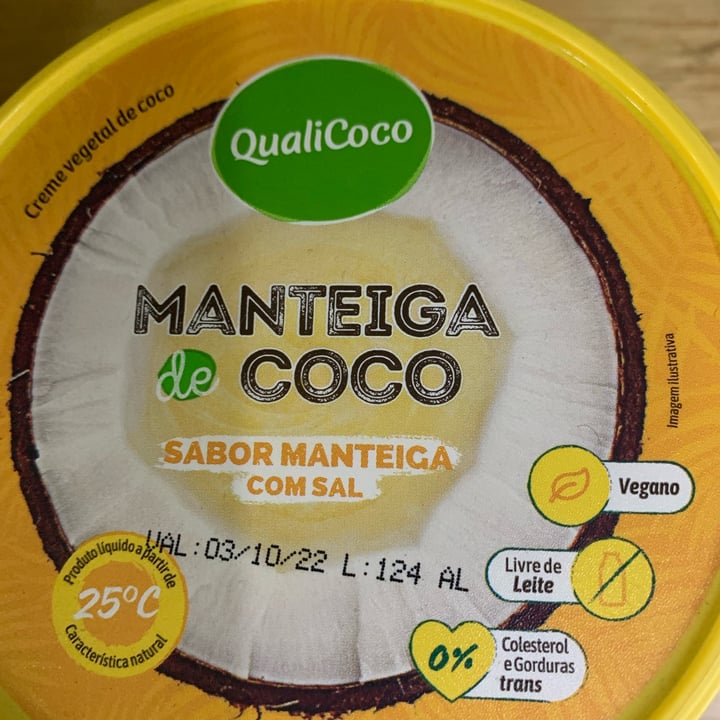 QualiCoco
Creme vegetal de coco
MANTEIGA
de COCO
SABOR MANTEIGA
COM SAL
Imagem ilustrativa
Vegano
VAL:03/10/22 L:124 AL
Livre de
Leite
Produto líquido a partir de
25°C
Característica natural
0%
Colesterol
e Gorduras
trans